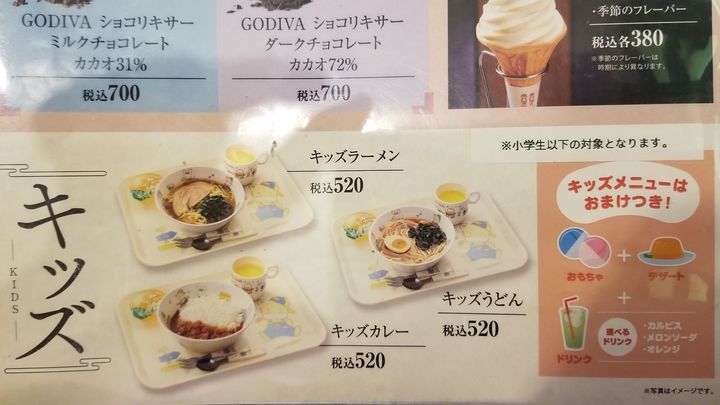 GODIVA ショコリキサー
ミルクチョコレート
カカオ31%
税込700
GODIVA ショコリキサー
ダークチョコレート
カカオ72%
税込700
・季節のフレーバー
税込各380
※季節のフレーバーは
時期により異なります。
キッズ
KIDS
キッズラーメン
税込520
キッズうどん
税込520
キッズカレー
税込520
※小学生以下の対象となります。
キッズメニューは
おまけつき!
おもちゃ
+
デザート
+
ドリンク
選べる
ドリンク
・カルピス
・メロンソーダ
・オレンジ
※写真はイメージです。